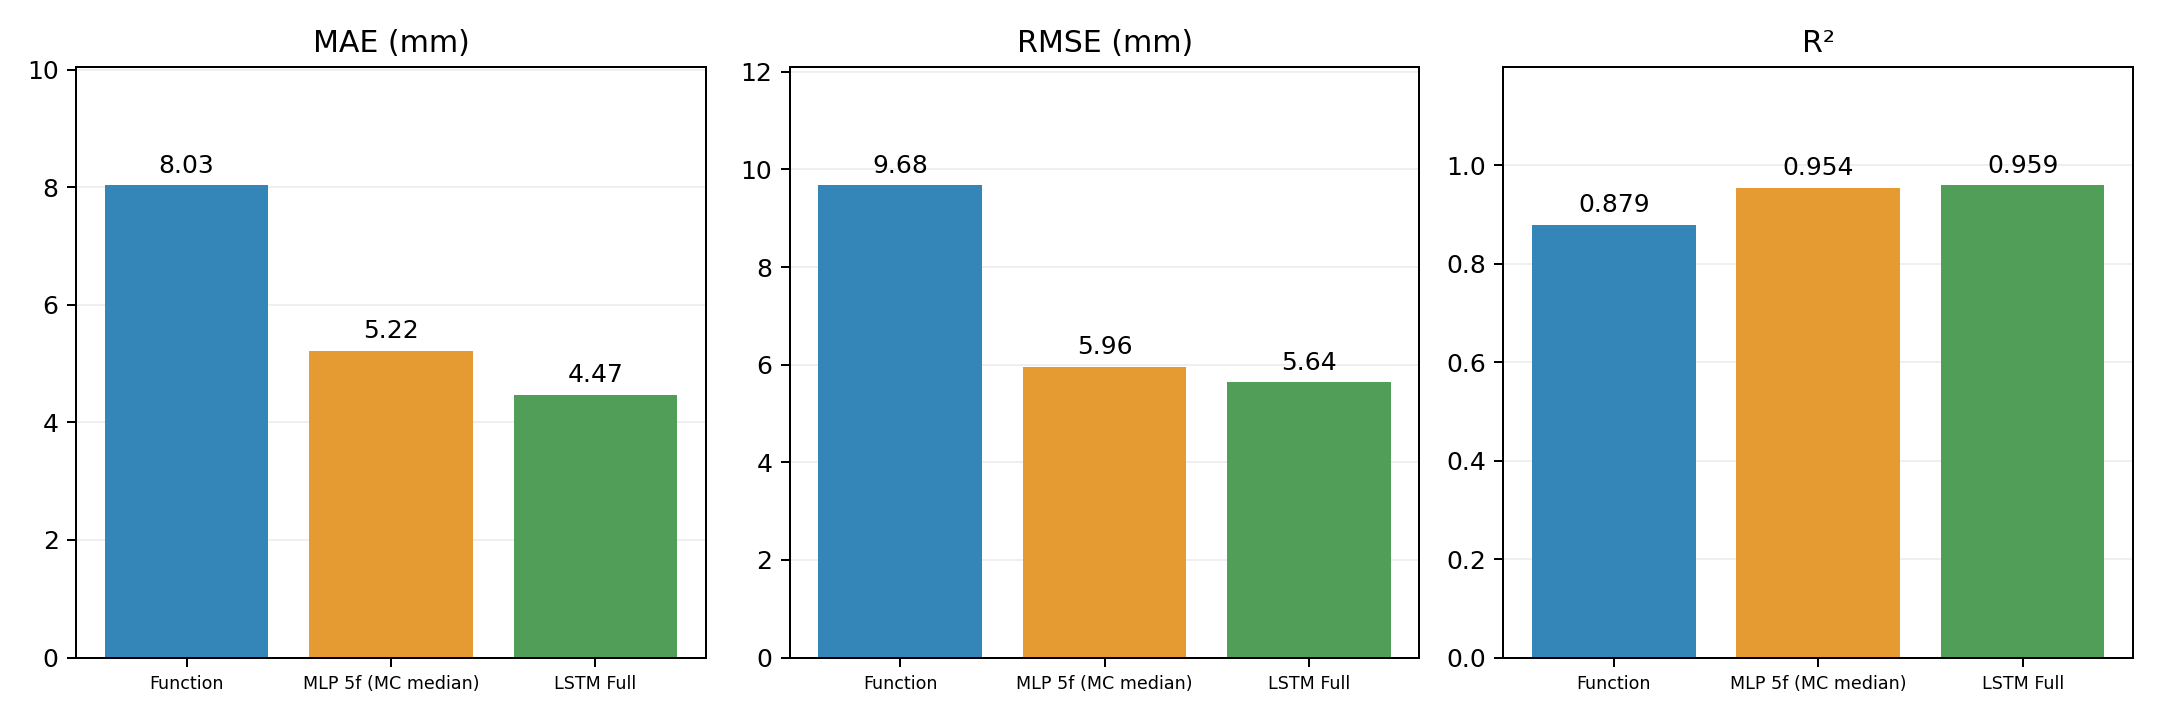 MAE (mm)
10
8
6
4
2
0
8.03
5.22
4.47
Function
MLP 5f (MC median)
LSTM Full
RMSE (mm)
12
10
8
6
4
2
0
9.68
5.96
5.64
Function
MLP 5f (MC median)
LSTM Full
R²
1.0
0.8
0.6
0.4
0.2
0.0
0.879
0.954
0.959
Function
MLP 5f (MC median)
LSTM Full